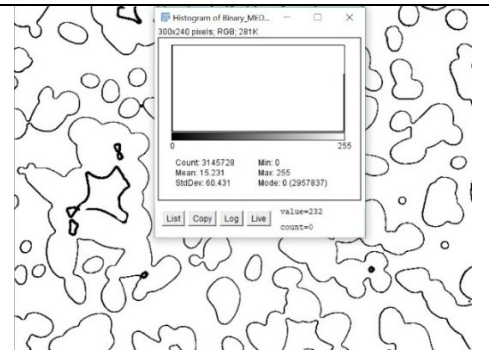 Histogram of Binary_MED...
300x240 pixels; RGB; 281K
0 255
Count: 3145728 Min: 0
Mean: 15.231 Max: 255
StdDev: 60.431 Mode: 0 (2957837)
List Copy Log Live value=232
count=0